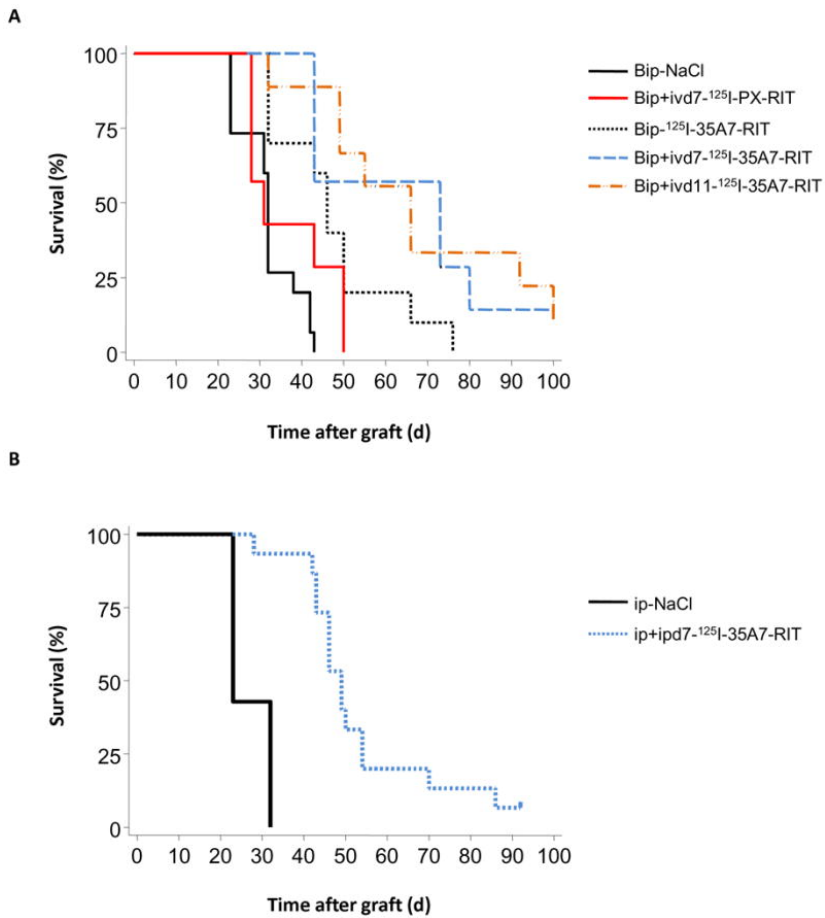 A
100
75
50
25
0
Survival (%)
0 10 20 30 40 50 60 70 80 90 100
Time after graft (d)
Bip-NaCl
Bip+ivd7-¹²⁵I-PX-RIT
Bip-¹²⁵I-35A7-RIT
Bip+ivd7-¹²⁵I-35A7-RIT
Bip+ivd11-¹²⁵I-35A7-RIT
B
100
75
50
25
0
Survival (%)
0 10 20 30 40 50 60 70 80 90 100
Time after graft (d)
ip-NaCl
ip+ipd7-¹²⁵I-35A7-RIT